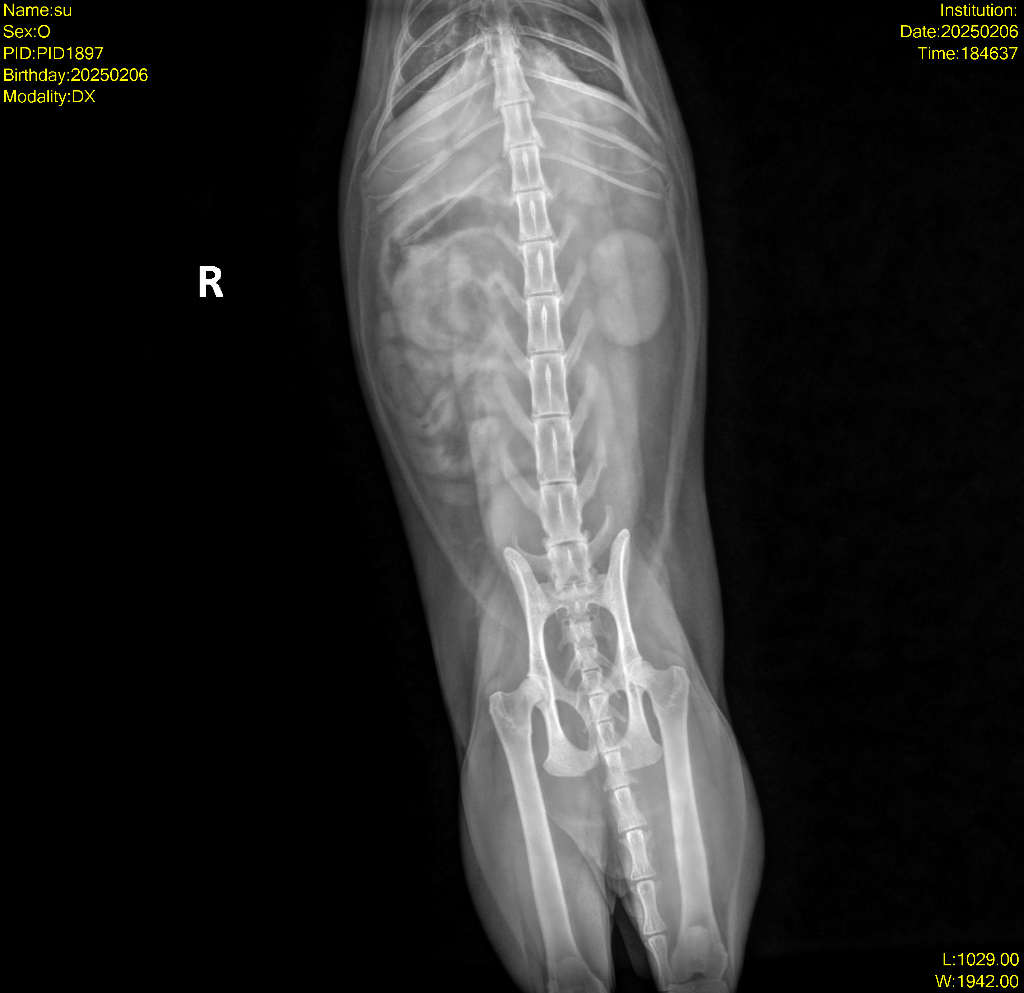 Name:su
Sex:O
PID:PID1897
Birthday:20250206
Modality:DX
Institution:
Date:20250206
Time:184637
R
L:1029.00
W:1942.00